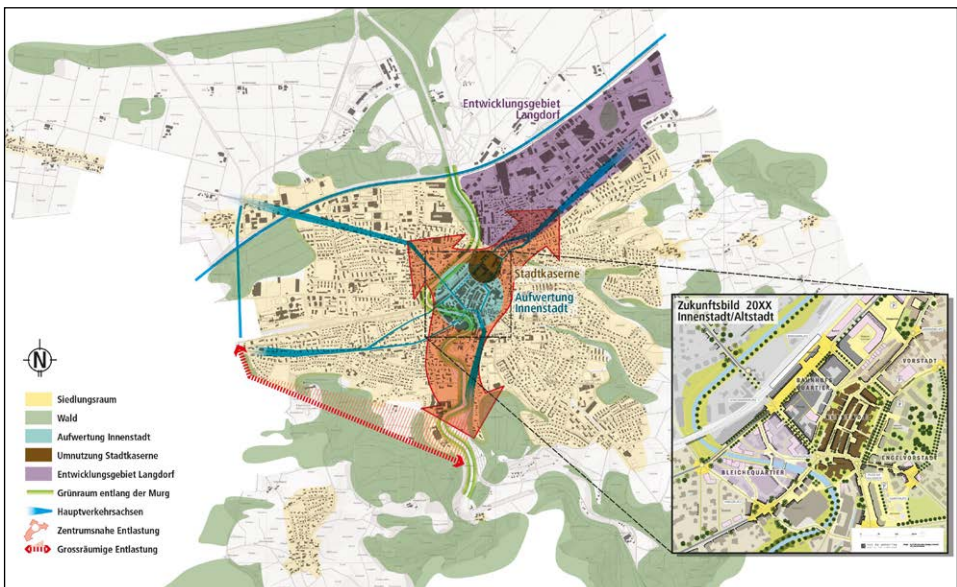 Entwicklungsgebiet
Langdorf
Stadtkaserne
Aufwertung
Innenstadt
Zukunftsbild 20XX
Innenstadt/Altstadt
VORSTADT
BAHNHOF
QUARTIER
ENGELVORSTADT
BLEICHEQUARTIER
N
Siedlungsraum
Wald
Aufwertung Innenstadt
Umnutzung Stadtkaserne
Entwicklungsgebiet Langdorf
Grünraum entlang der Murg
Hauptverkehrsachsen
Zentrumsnahe Entlastung
Grossräumige Entlastung